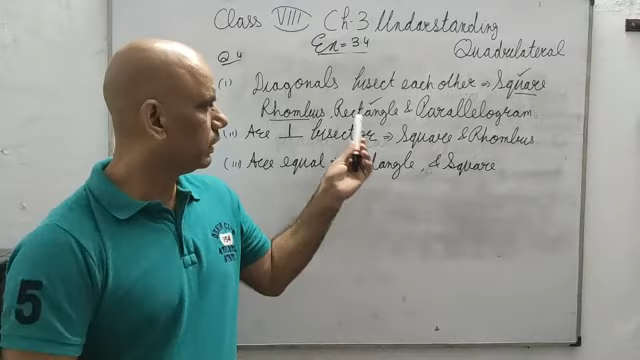 Class VIII Ch-3 Understanding
Quadrilateral
Ex = 3.4
Q4
(i) Diagonals bisect each other ⇒ Square
Rhombus, Rectangle & Parallelogram
(ii) Are ⊥ bisector ⇒ Square & Rhombus
(iii) Are equal & Square
5